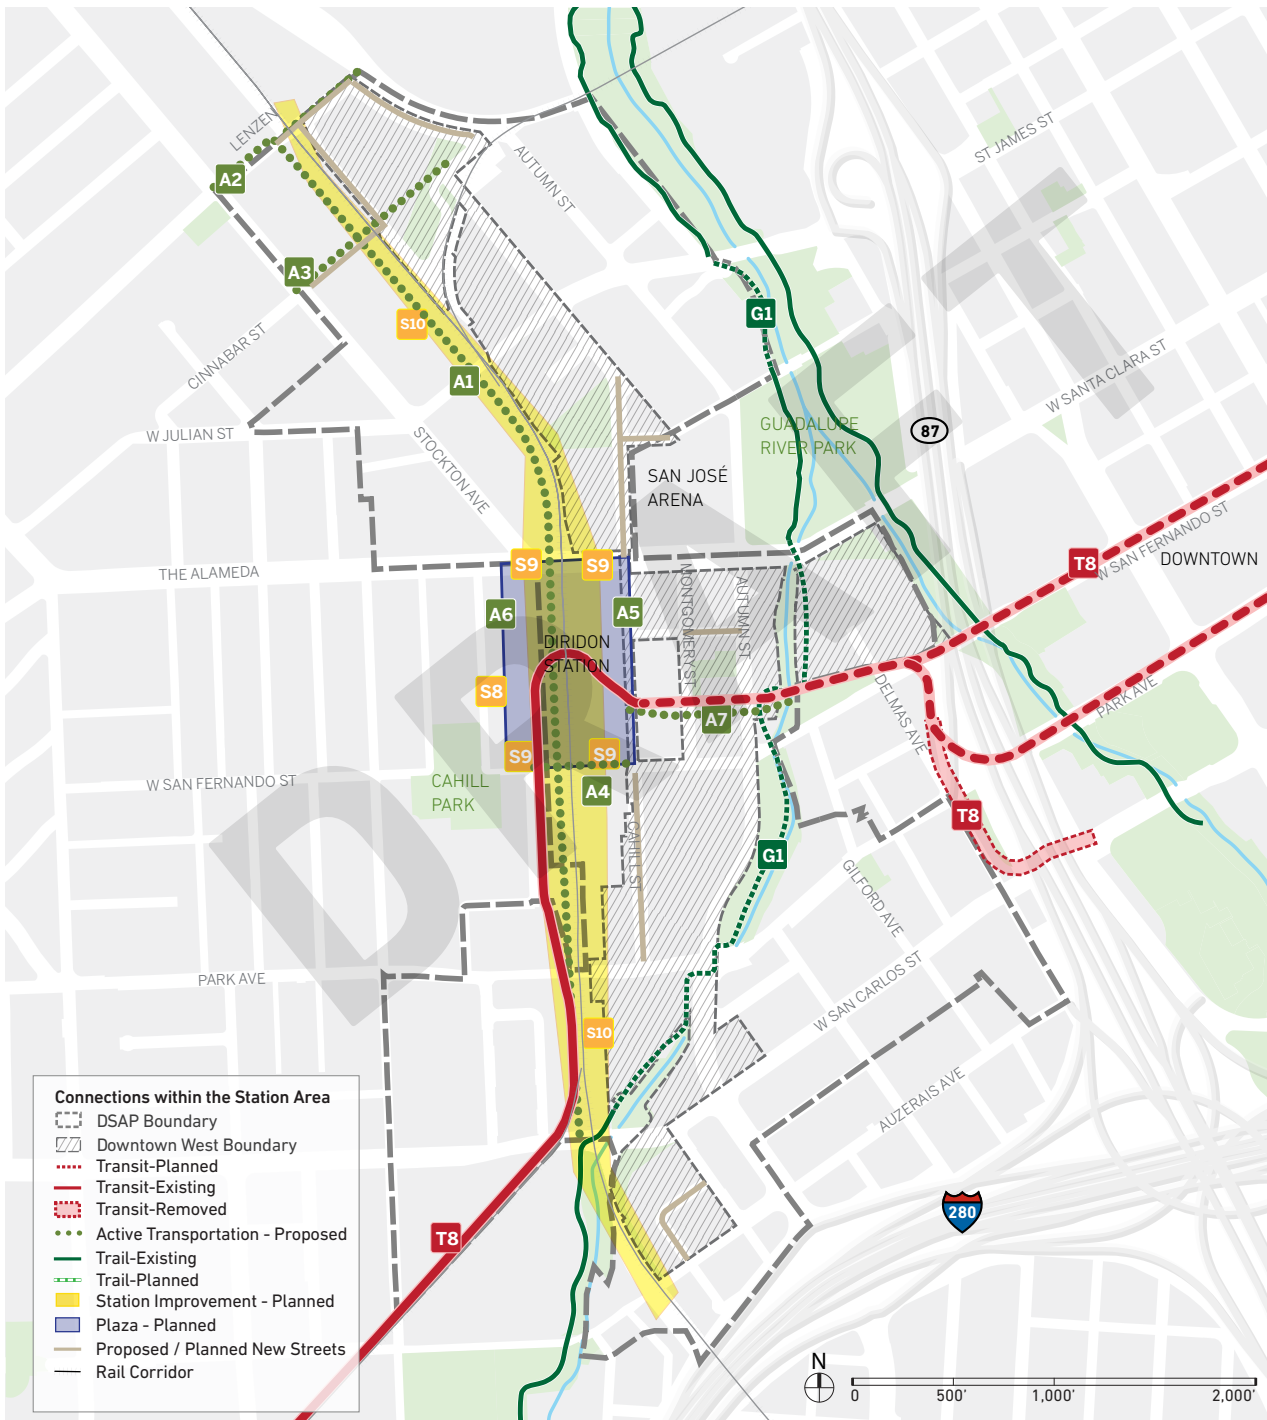 LENZEN
AUTUMN ST
ST JAMES ST
A2
A3
S10
G1
CINNABAR ST
A1
W SANTA CLARA ST
W JULIAN ST
STOCKTON AVE
GUADALUPE
RIVER PARK
87
SAN JOSÉ
ARENA
W SAN FERNANDO ST
DOWNTOWN
T8
THE ALAMEDA
S9
S9
A6
A5
MONTGOMERY ST
AUTUMN ST
DIRIDON
STATION
S8
A7
DELMAS AVE
PARK AVE
S9
S9
W SAN FERNANDO ST
CAHILL
PARK
A4
CAHILL ST
T8
G1
GILFORD AVE
PARK AVE
W SAN CARLOS ST
S10
AUZERAIS AVE
280
T8
DRAFT
Connections within the Station Area
DSAP Boundary
Downtown West Boundary
Transit-Planned
Transit-Existing
Transit-Removed
Active Transportation - Proposed
Trail-Existing
Trail-Planned
Station Improvement - Planned
Plaza - Planned
Proposed / Planned New Streets
Rail Corridor
N
0 500' 1,000' 2,000'